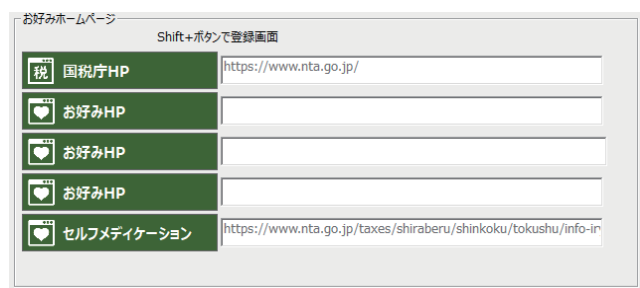 お好みホームページ
Shift+ボタンで登録画面
税 国税庁HP https://www.nta.go.jp/
お好みHP
お好みHP
お好みHP
セルフメディケーション https://www.nta.go.jp/taxes/shiraberu/shinkoku/tokushu/info-ir